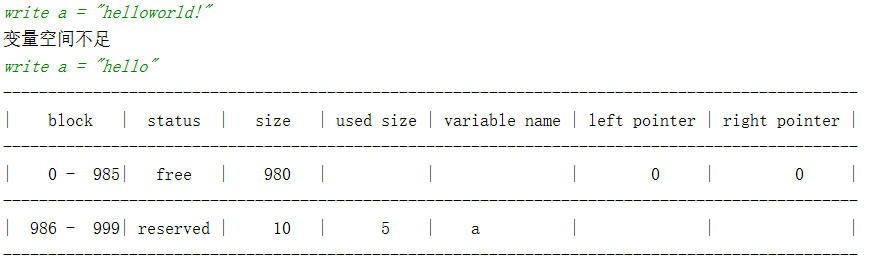 write a = "helloworld!"
变量空间不足
write a = "hello"
--------------------------------------------------------------------------------
| block | status | size | used size | variable name | left pointer | right pointer |
--------------------------------------------------------------------------------
| 0 - 985| free | 980 | | | 0 | 0 |
--------------------------------------------------------------------------------
| 986 - 999| reserved | 10 | 5 | a | | |
--------------------------------------------------------------------------------